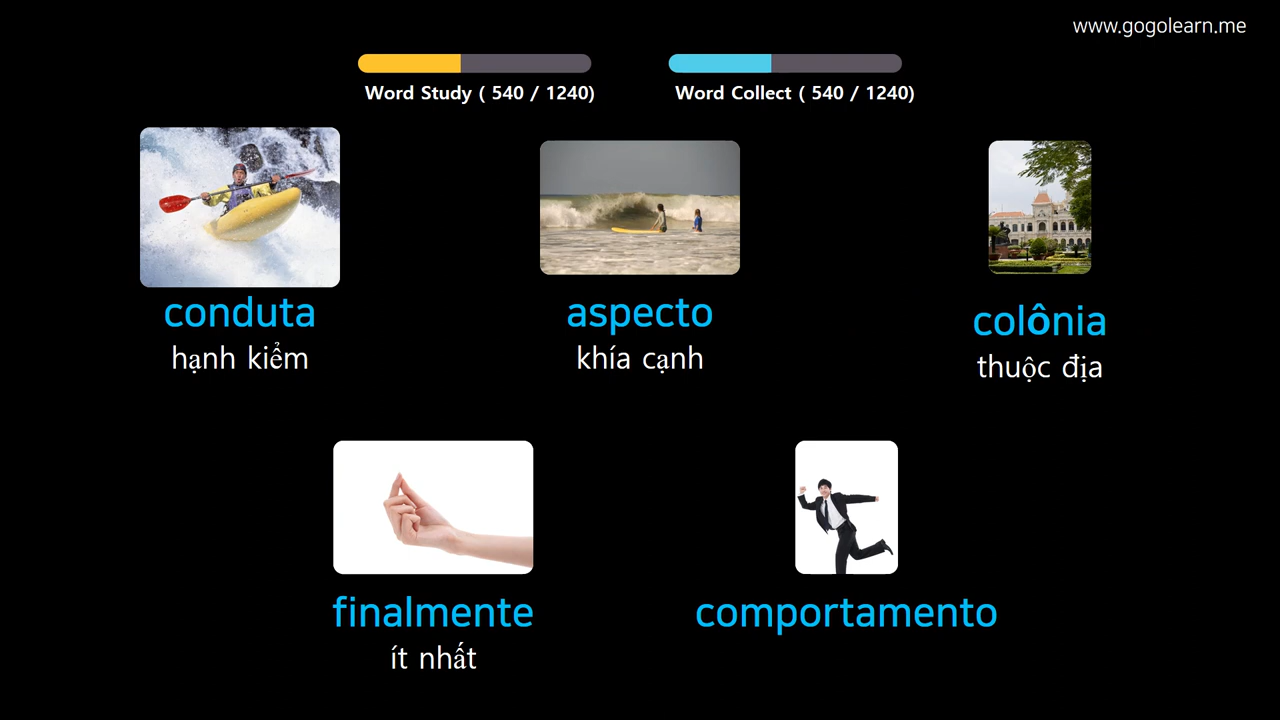 www.gogolearn.me
Word Study ( 540 / 1240)
Word Collect ( 540 / 1240)
conduta
hạnh kiểm
aspecto
khía cạnh
colônia
thuộc địa
finalmente
ít nhất
comportamento